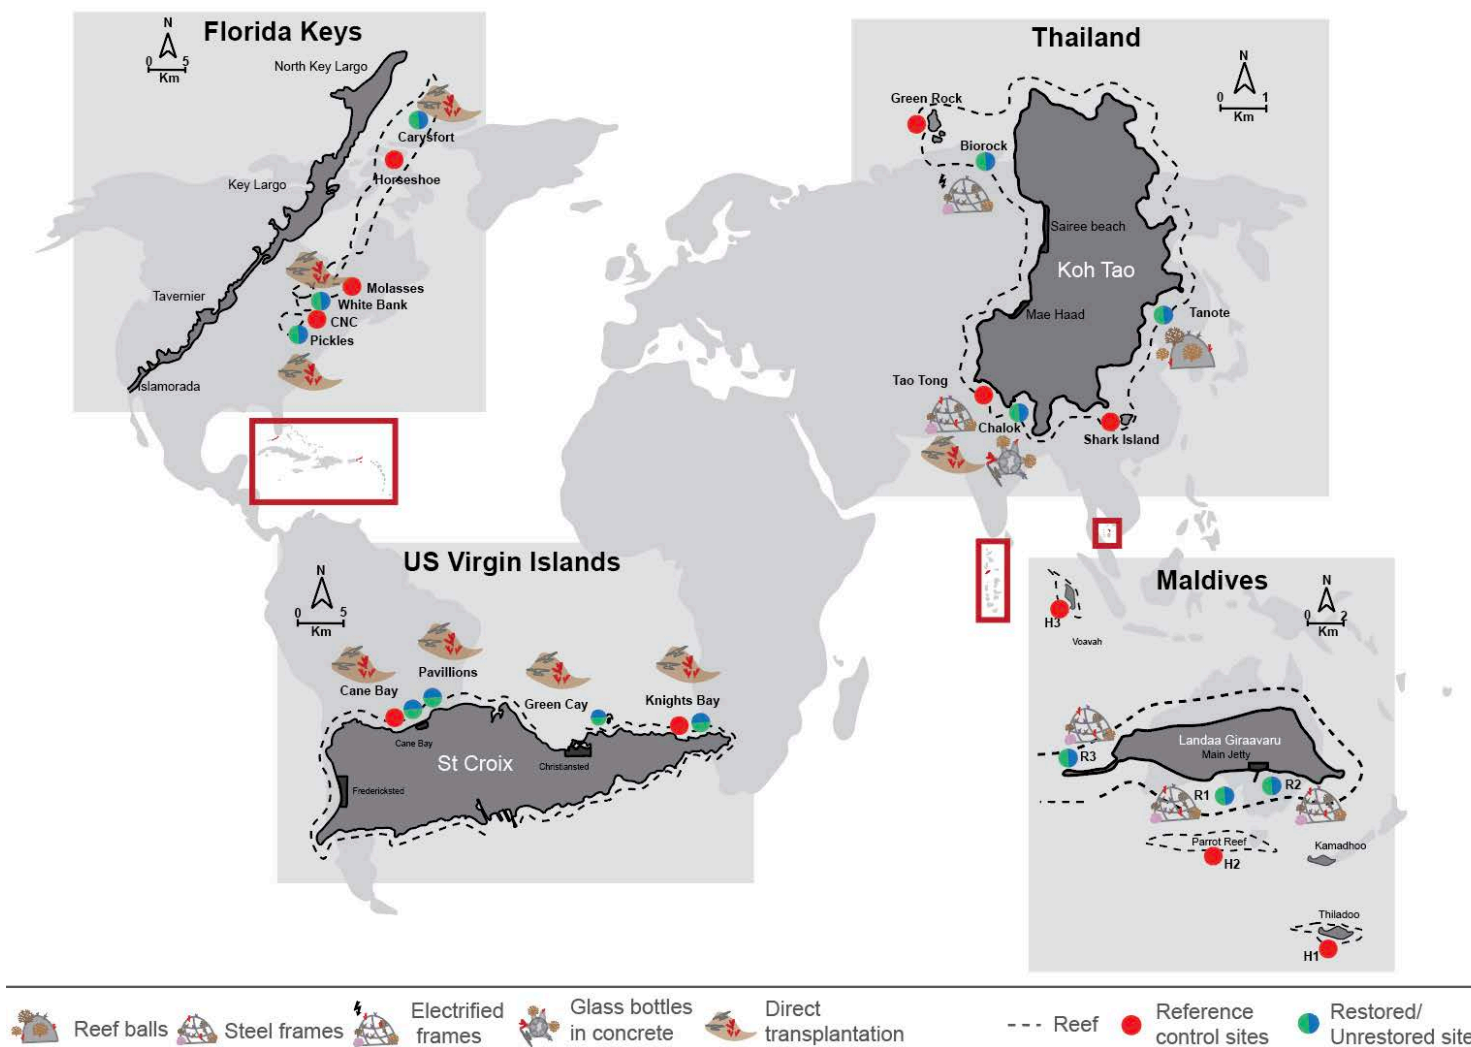 Florida Keys
N
0 5
Km
North Key Largo
Carysfort
Horseshoe
Key Largo
Molasses
White Bank
CNC
Pickles
Tavernier
Islamorada
Thailand
N
0 1
Km
Green Rock
Biorock
Sairee beach
Koh Tao
Mae Haad
Tanote
Tao Tong
Chalok
Shark Island
US Virgin Islands
N
0 5
Km
Pavillions
Cane Bay
Green Cay
Knights Bay
Cane Bay
St Croix
Christiansted
Fredericksted
Maldives
N
0 2
Km
H3
Voavah
Landaa Giraavaru
Main Jetty
R3
R1
R2
Parrot Reef
H2
Kamadhoo
Thiladoo
H1
Reef balls
Steel frames
Electrified
frames
Glass bottles
in concrete
Direct
transplantation
Reef
Reference
control sites
Restored/
Unrestored site